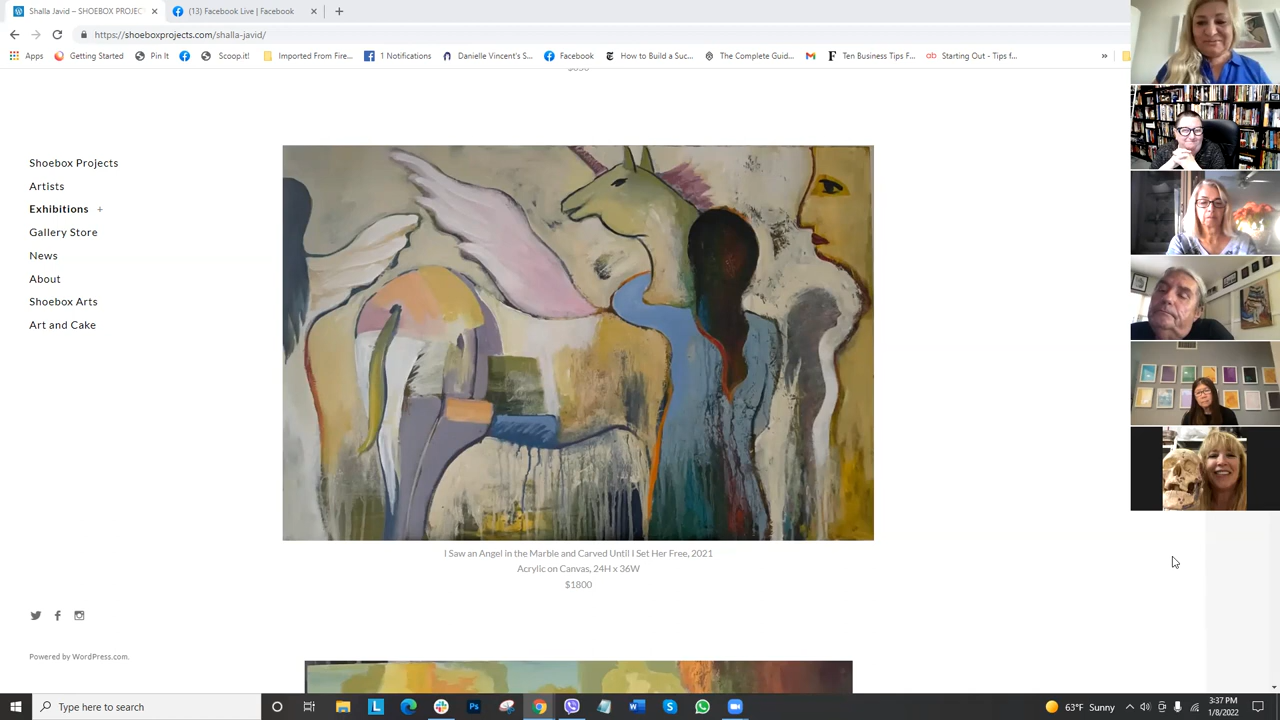 Shalla Javid – SHOEBOX PROJEC
(13) Facebook Live | Facebook
https://shoeboxprojects.com/shalla-javid/
Apps
Getting Started
Pin It
Scoop.it!
Imported From Fire...
1 Notifications
Danielle Vincent's S...
Facebook
How to Build a Suc...
The Complete Guid...
Ten Business Tips F...
Starting Out - Tips f...
»
Shoebox Projects
Artists
Exhibitions +
Gallery Store
News
About
Shoebox Arts
Art and Cake
I Saw an Angel in the Marble and Carved Until I Set Her Free, 2021
Acrylic on Canvas, 24H x 36W
$1800
Powered by WordPress.com.
Type here to search
63°F Sunny
3:37 PM
1/8/2022